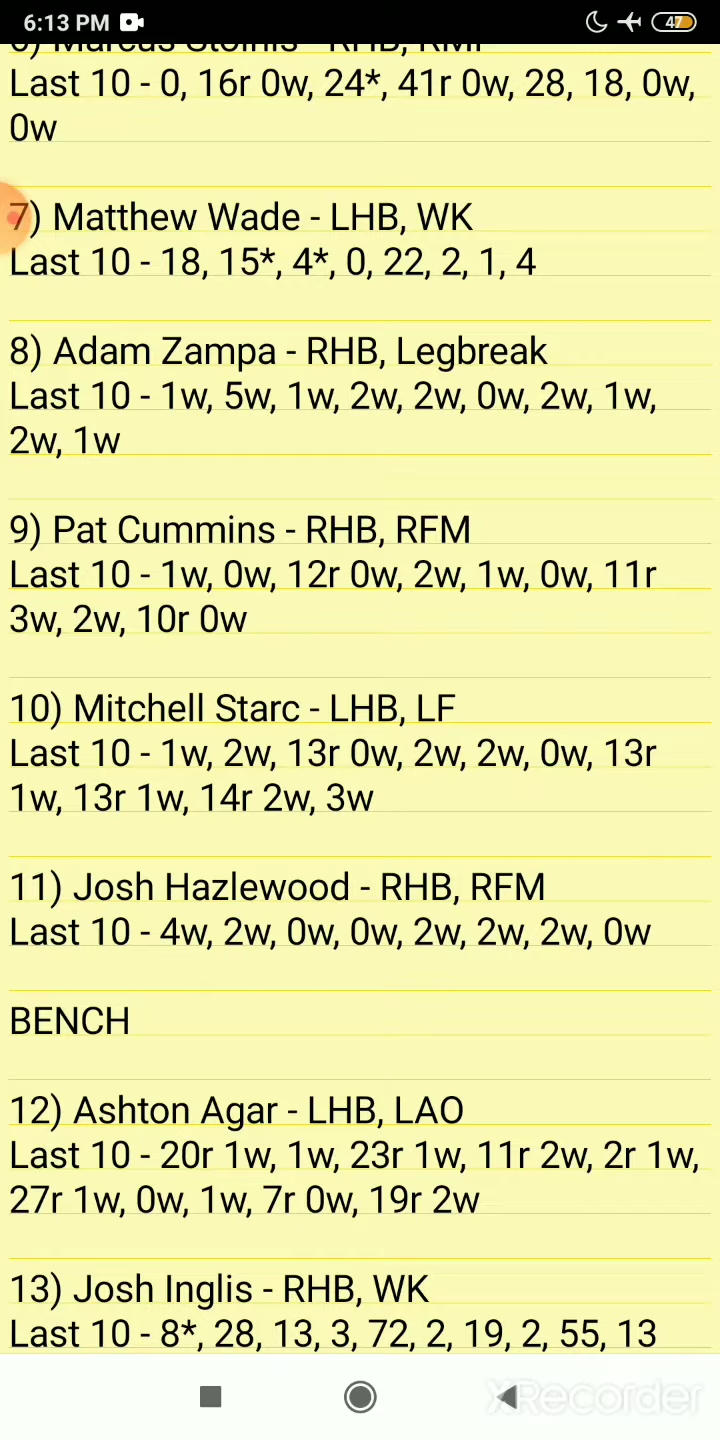 6:13 PM
47
6) Marcus Stoinis - RHB, RMF
Last 10 - 0, 16r 0w, 24*, 41r 0w, 28, 18, 0w,
0w
7) Matthew Wade - LHB, WK
Last 10 - 18, 15*, 4*, 0, 22, 2, 1, 4
8) Adam Zampa - RHB, Legbreak
Last 10 - 1w, 5w, 1w, 2w, 2w, 0w, 2w, 1w,
2w, 1w
9) Pat Cummins - RHB, RFM
Last 10 - 1w, 0w, 12r 0w, 2w, 1w, 0w, 11r
3w, 2w, 10r 0w
10) Mitchell Starc - LHB, LF
Last 10 - 1w, 2w, 13r 0w, 2w, 2w, 0w, 13r
1w, 13r 1w, 14r 2w, 3w
11) Josh Hazlewood - RHB, RFM
Last 10 - 4w, 2w, 0w, 0w, 2w, 2w, 2w, 0w
BENCH
12) Ashton Agar - LHB, LAO
Last 10 - 20r 1w, 1w, 23r 1w, 11r 2w, 2r 1w,
27r 1w, 0w, 1w, 7r 0w, 19r 2w
13) Josh Inglis - RHB, WK
Last 10 - 8*, 28, 13, 3, 72, 2, 19, 2, 55, 13
XRecorder